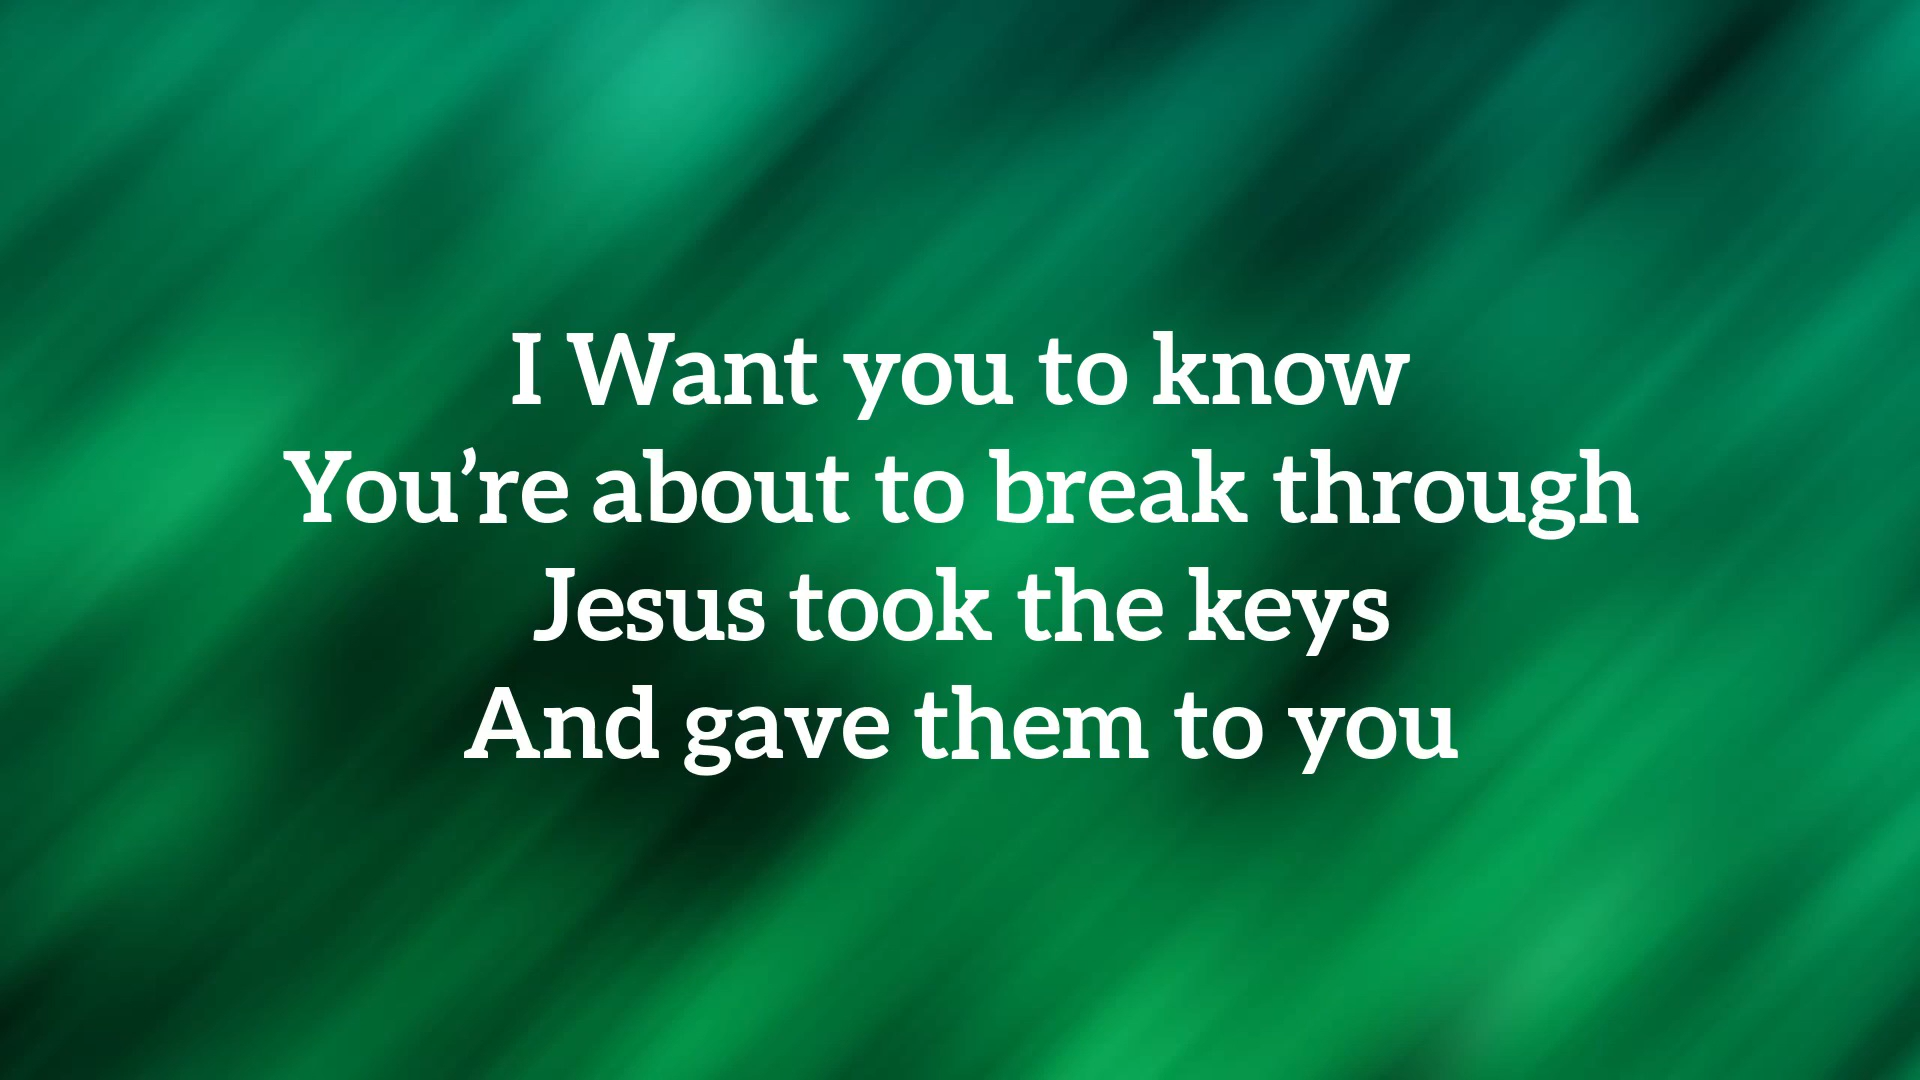 I Want you to know
You’re about to break through
Jesus took the keys
And gave them to you